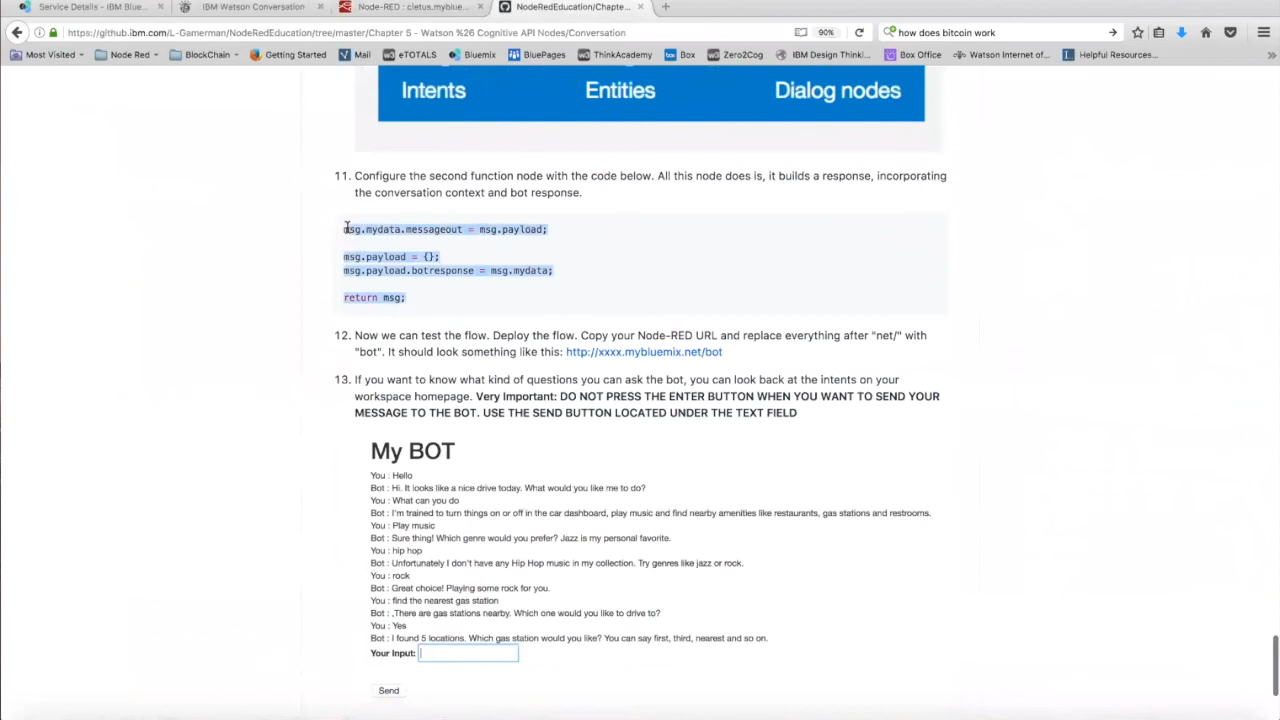 Service Details - IBM Blue... × IBM Watson Conversation × Node-RED : cletus.myblue... × NodeRedEducation/Chapte... × +
https://github.ibm.com/L-Gamerman/NodeRedEducation/tree/master/Chapter 5 - Watson %26 Cognitive API Nodes/Conversation 90% how does bitcoin work
Most Visited Node Red BlockChain Getting Started Mail eTOTALS Bluemix BluePages ThinkAcademy Box Zero2Cog IBM Design Thinki... Box Office Watson Internet of... Helpful Resources... »
Intents Entities Dialog nodes
11. Configure the second function node with the code below. All this node does is, it builds a response, incorporating
the conversation context and bot response.
msg.mydata.messageout = msg.payload;
msg.payload = {};
msg.payload.botresponse = msg.mydata;
return msg;
12. Now we can test the flow. Deploy the flow. Copy your Node-RED URL and replace everything after "net/" with
"bot". It should look something like this: http://xxxx.mybluemix.net/bot
13. If you want to know what kind of questions you can ask the bot, you can look back at the intents on your
workspace homepage. Very Important: DO NOT PRESS THE ENTER BUTTON WHEN YOU WANT TO SEND YOUR
MESSAGE TO THE BOT. USE THE SEND BUTTON LOCATED UNDER THE TEXT FIELD
My BOT
You : Hello
Bot : Hi. It looks like a nice drive today. What would you like me to do?
You : What can you do
Bot : I'm trained to turn things on or off in the car dashboard, play music and find nearby amenities like restaurants, gas stations and restrooms.
You : Play music
Bot : Sure thing! Which genre would you prefer? Jazz is my personal favorite.
You : hip hop
Bot : Unfortunately I don't have any Hip Hop music in my collection. Try genres like jazz or rock.
You : rock
Bot : Great choice! Playing some rock for you.
You : find the nearest gas station
Bot : ,There are gas stations nearby. Which one would you like to drive to?
You : Yes
Bot : I found 5 locations. Which gas station would you like? You can say first, third, nearest and so on.
Your Input:
Send